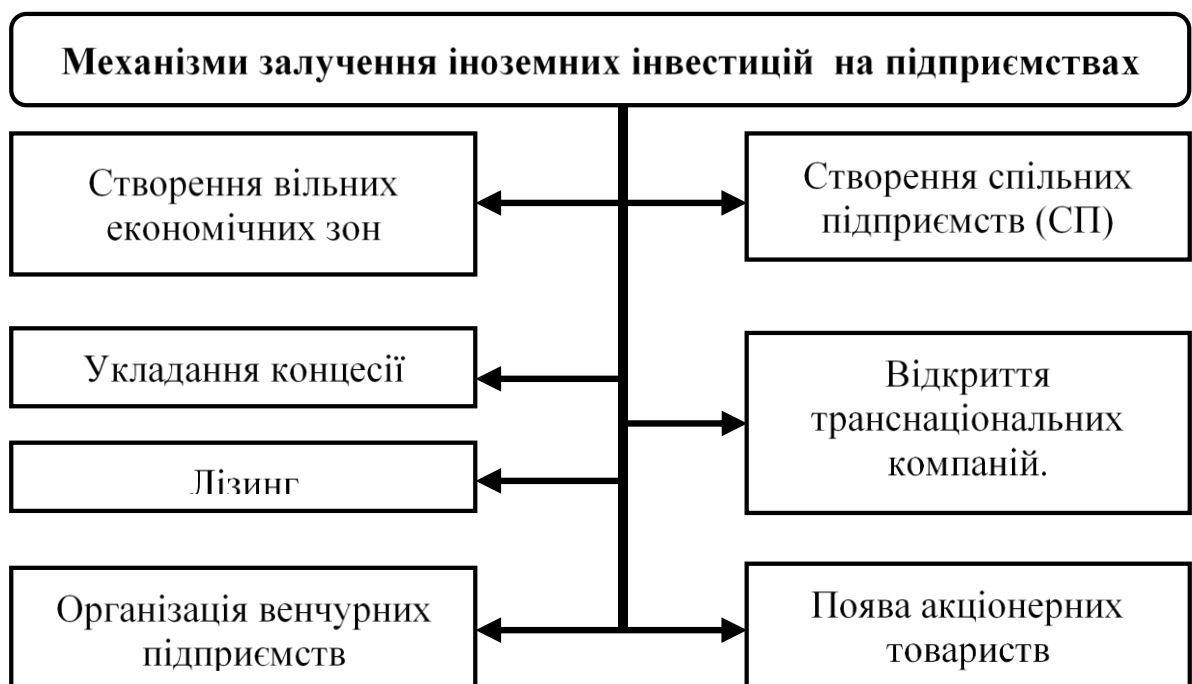 Механізми залучення іноземних інвестицій на підприємствах
Створення вільних
економічних зон
Створення спільних
підприємств (СП)
Укладання концесії
Відкриття
транснаціональних
компаній.
Лізинг
Організація венчурних
підприємств
Поява акціонерних
товариств